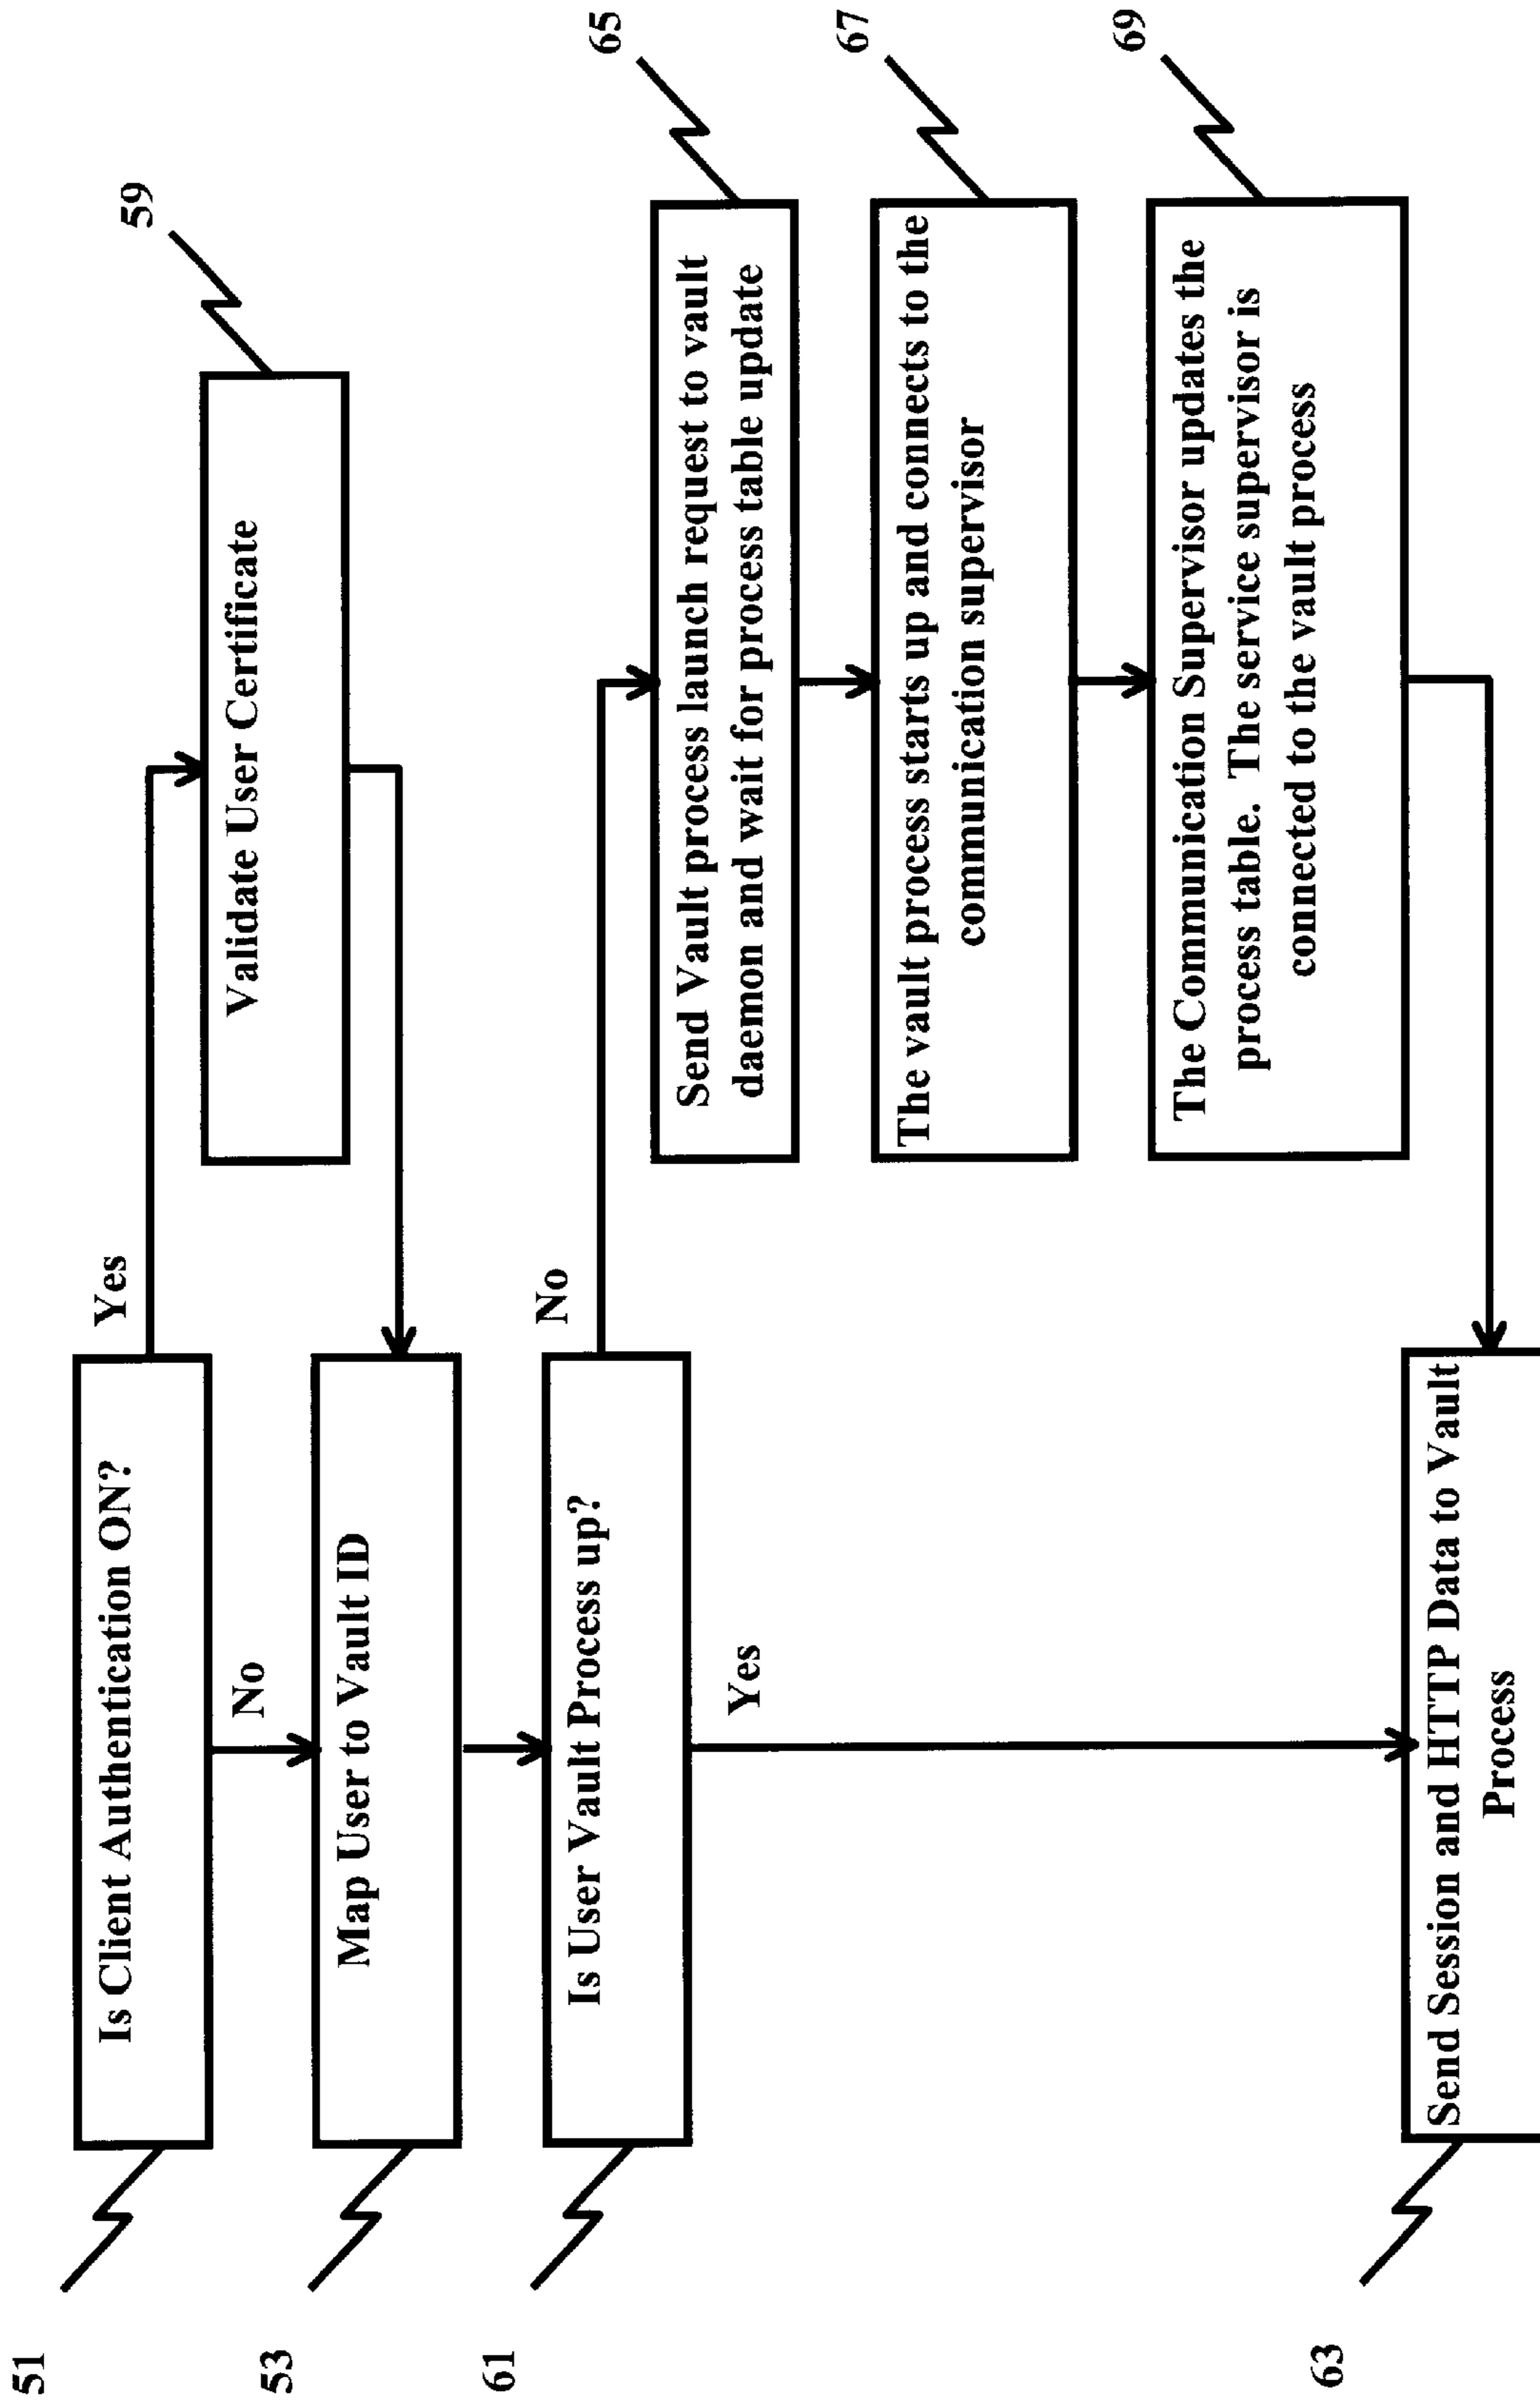 51
Is Client Authentication ON?
Yes
59
Validate User Certificate
No
53
Map User to Vault ID
61
Is User Vault Process up?
No
65
Send Vault process launch request to vault
daemon and wait for process table update
67
The vault process starts up and connects to the
communication supervisor
69
The Communication Supervisor updates the
process table. The service supervisor is
connected to the vault process
Yes
63
Send Session and HTTP Data to Vault
Process